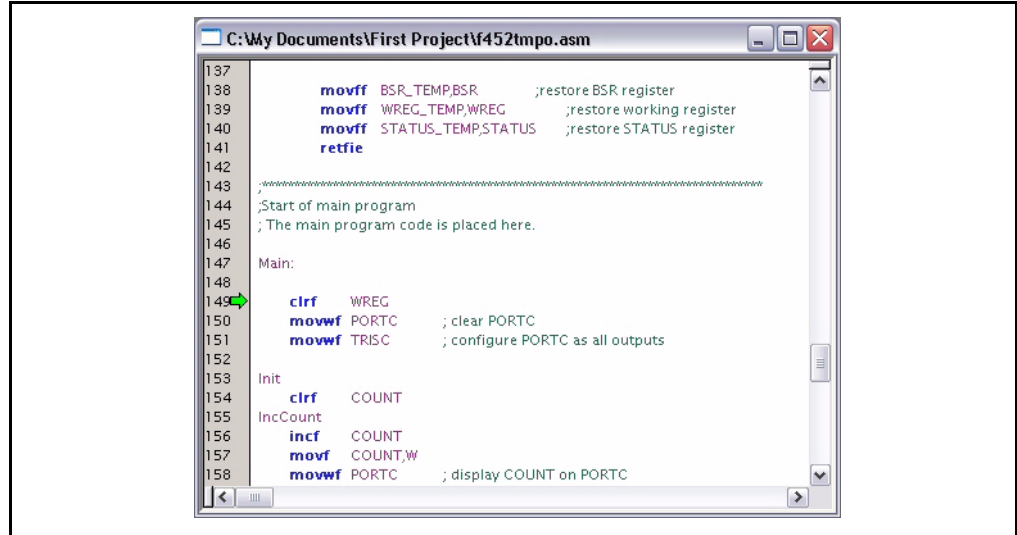 C:\My Documents\First Project\f452tmpo.asm
137
138 movff BSR_TEMP,BSR ;restore BSR register
139 movff WREG_TEMP,WREG ;restore working register
140 movff STATUS_TEMP,STATUS ;restore STATUS register
141 retfie
142
143 ;******************************************************************************
144 ;Start of main program
145 ; The main program code is placed here.
146
147 Main:
148
149 clrf WREG
150 movwf PORTC ; clear PORTC
151 movwf TRISC ; configure PORTC as all outputs
152
153 Init
154 clrf COUNT
155 IncCount
156 incf COUNT
157 movf COUNT,W
158 movwf PORTC ; display COUNT on PORTC